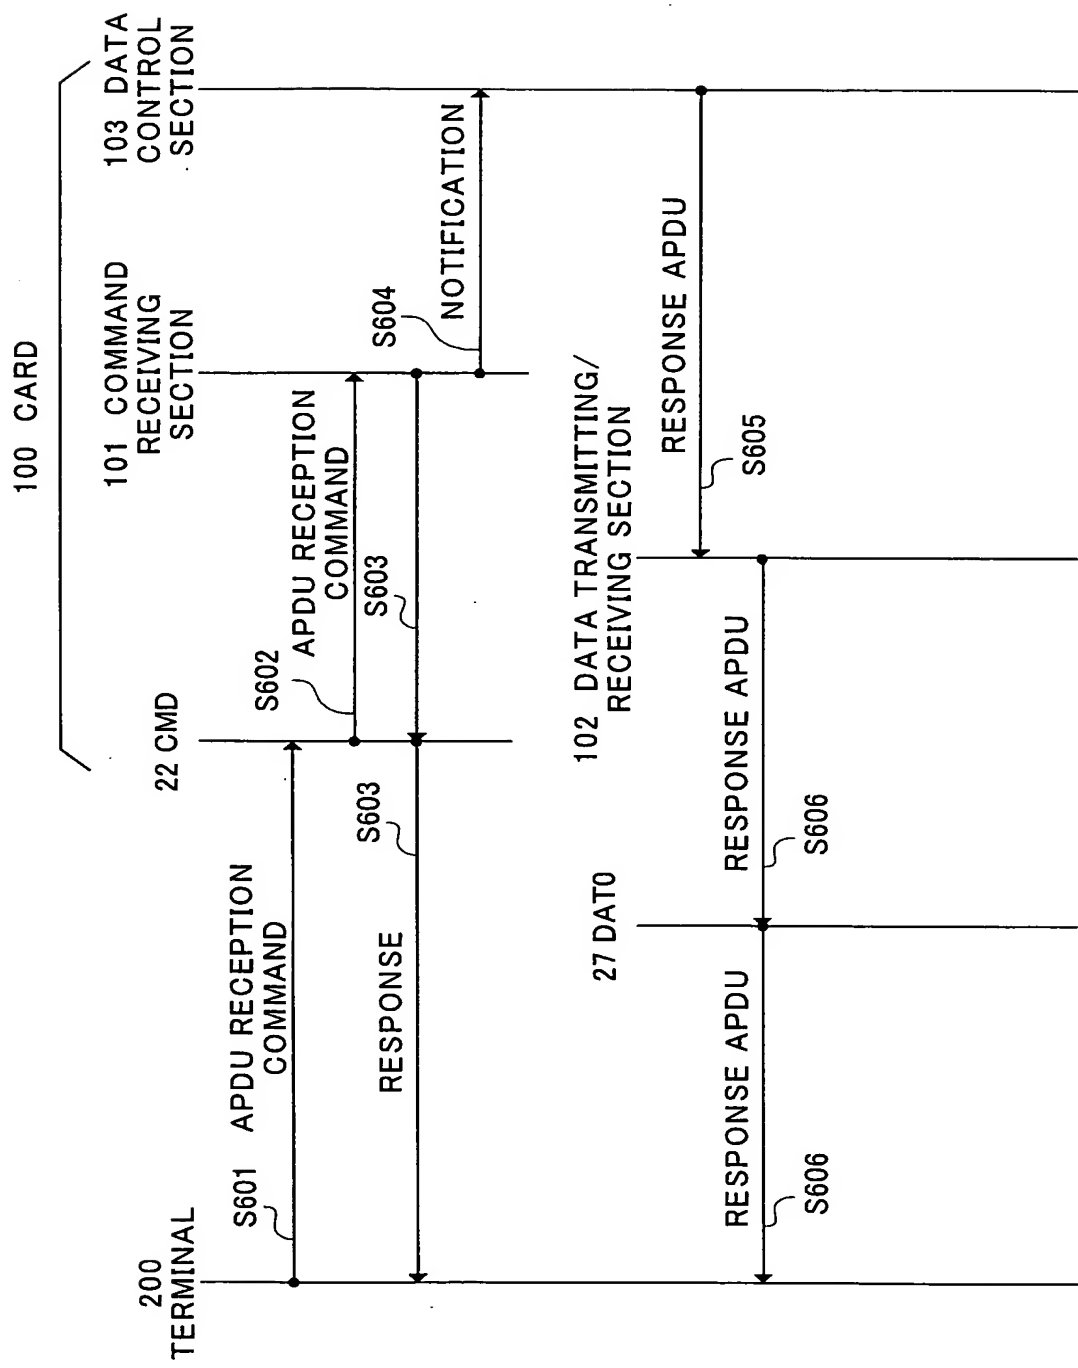 100 CARD
200
TERMINAL
22 CMD
101 COMMAND
RECEIVING
SECTION
103 DATA
CONTROL
SECTION
S601
APDU RECEPTION
COMMAND
S602
APDU RECEPTION
COMMAND
RESPONSE
S603
S603
S604
NOTIFICATION
27 DAT0
102 DATA TRANSMITTING/
RECEIVING SECTION
RESPONSE APDU
S605
RESPONSE APDU
S606
RESPONSE APDU
S606